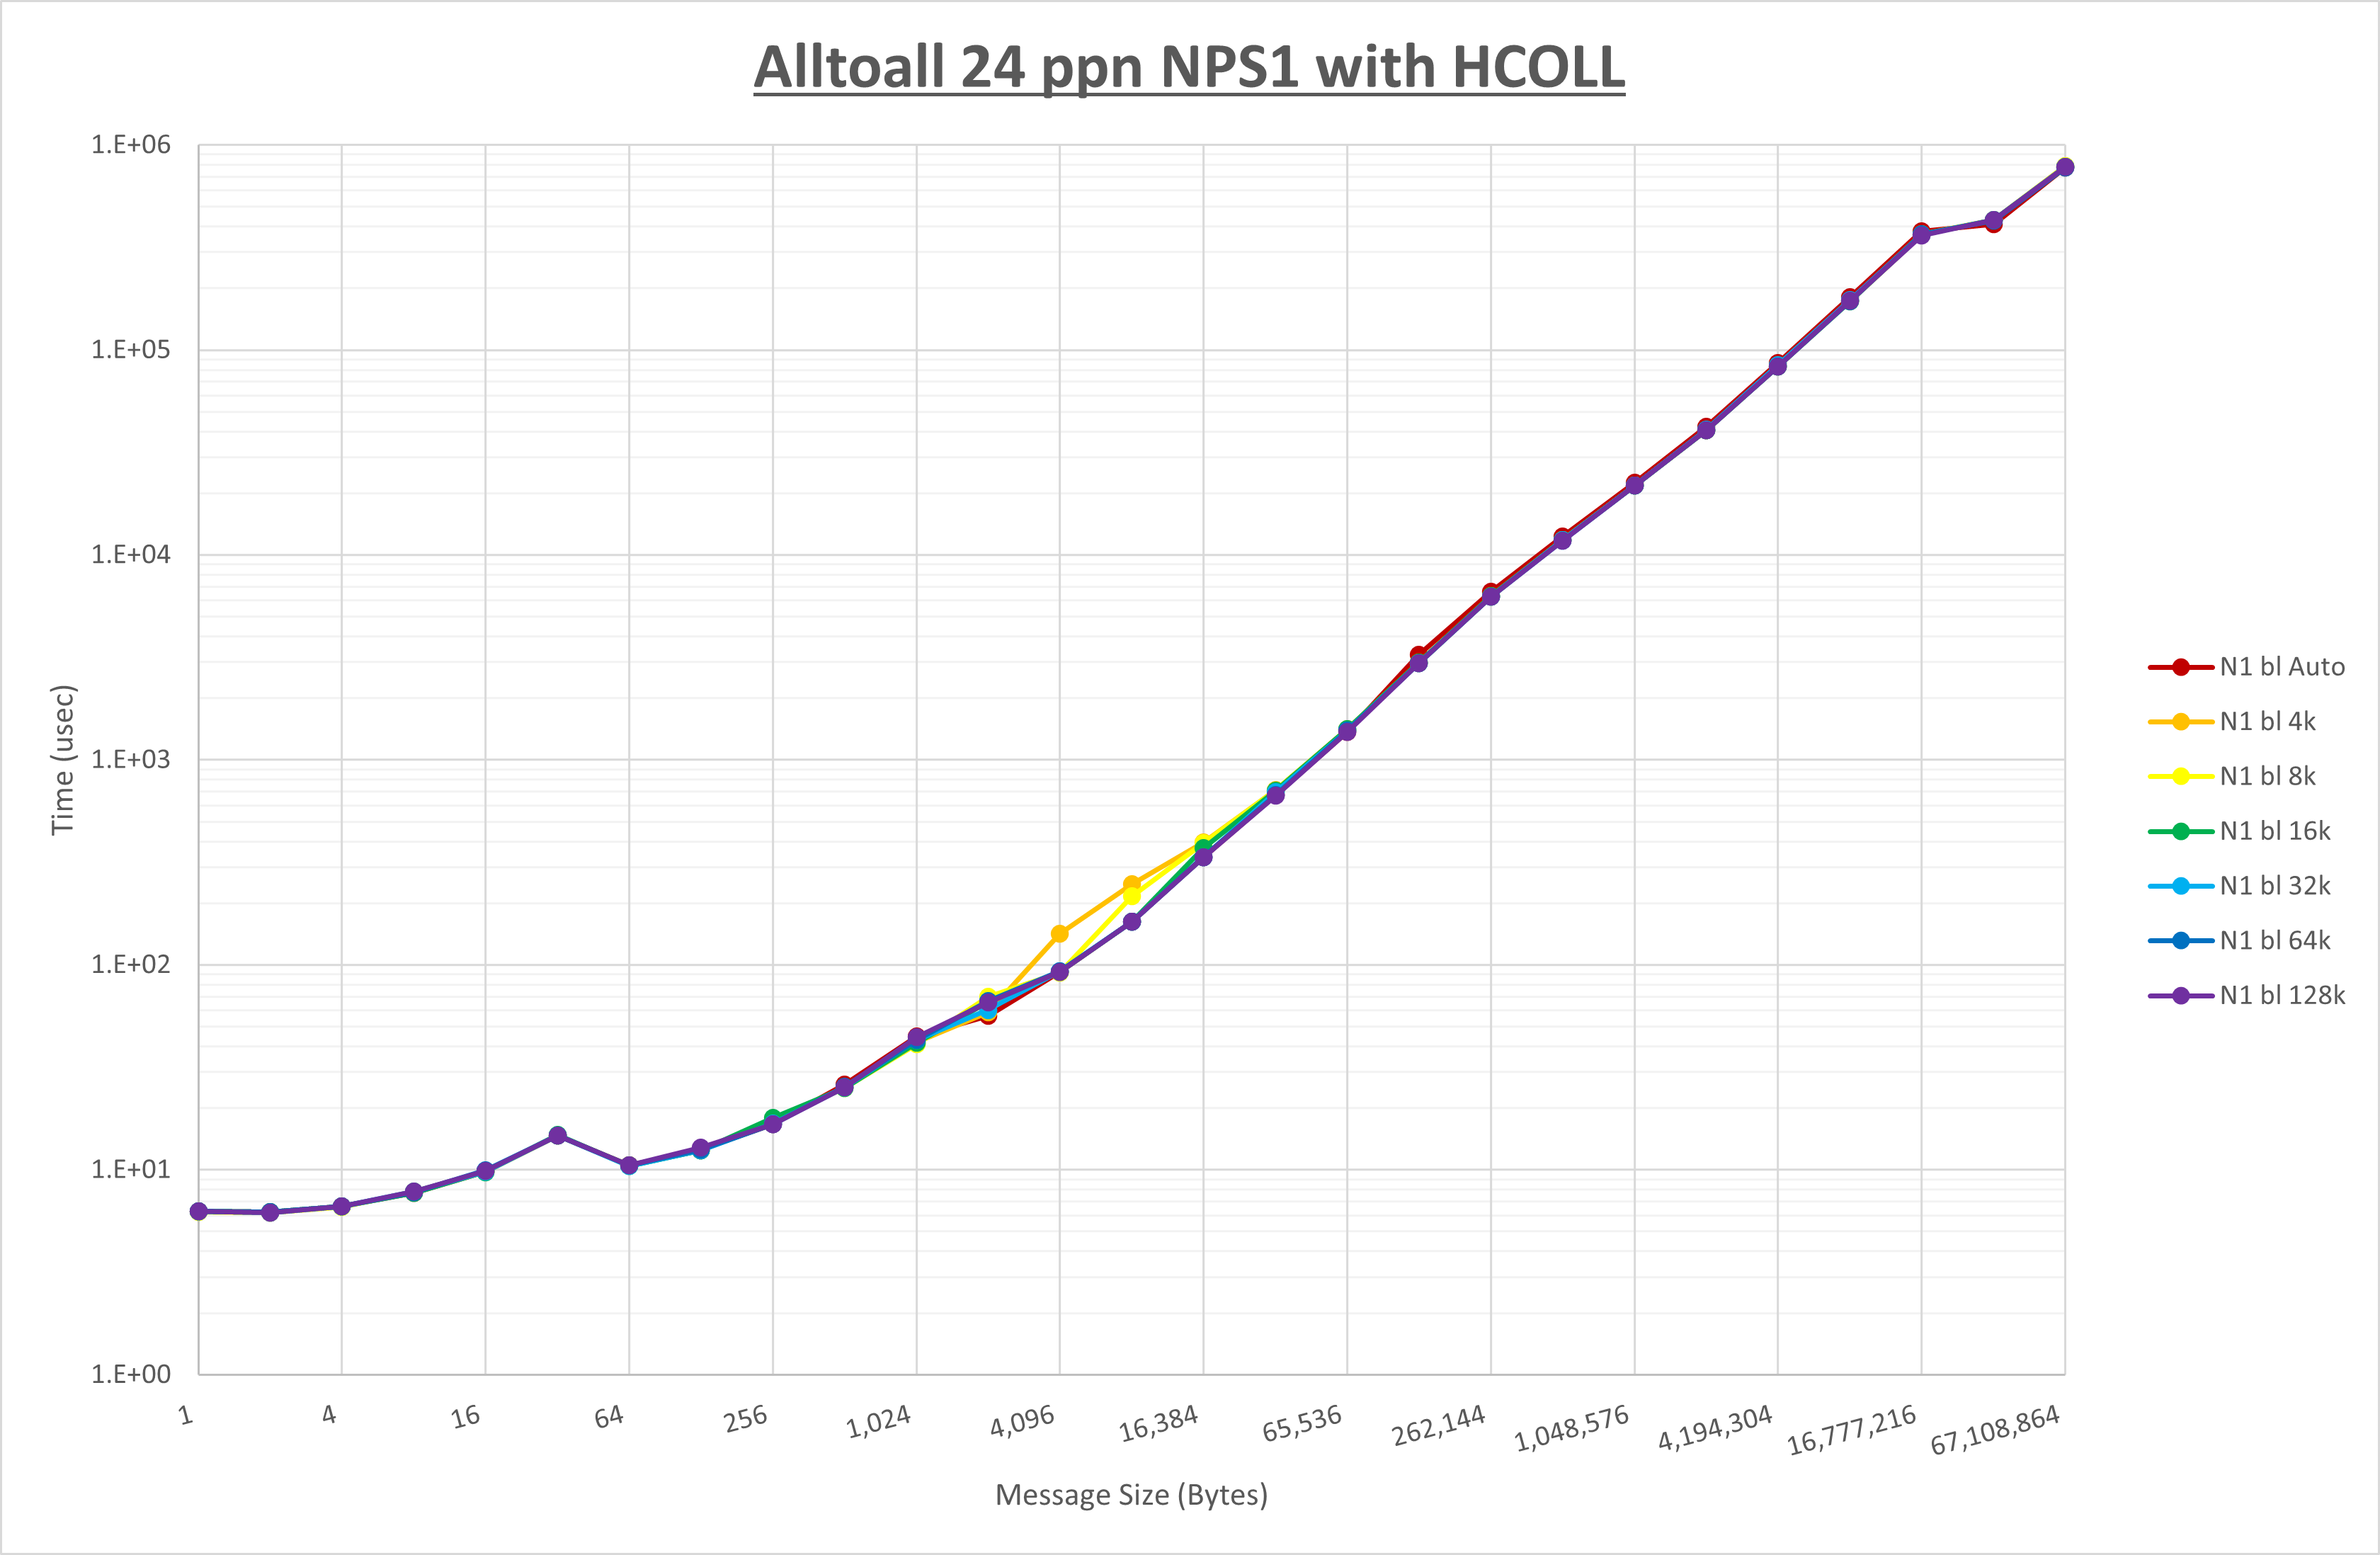 Alltoall 24 ppn NPS1 with HCOLL
1.E+06
1.E+05
1.E+04
1.E+03
1.E+02
1.E+01
1.E+00
Time (usec)
N1 bl Auto
N1 bl 4k
N1 bl 8k
N1 bl 16k
N1 bl 32k
N1 bl 64k
N1 bl 128k
1 4 16 64 256 1,024 4,096 16,384 65,536 262,144 1,048,576 4,194,304 16,777,216 67,108,864
Message Size (Bytes)